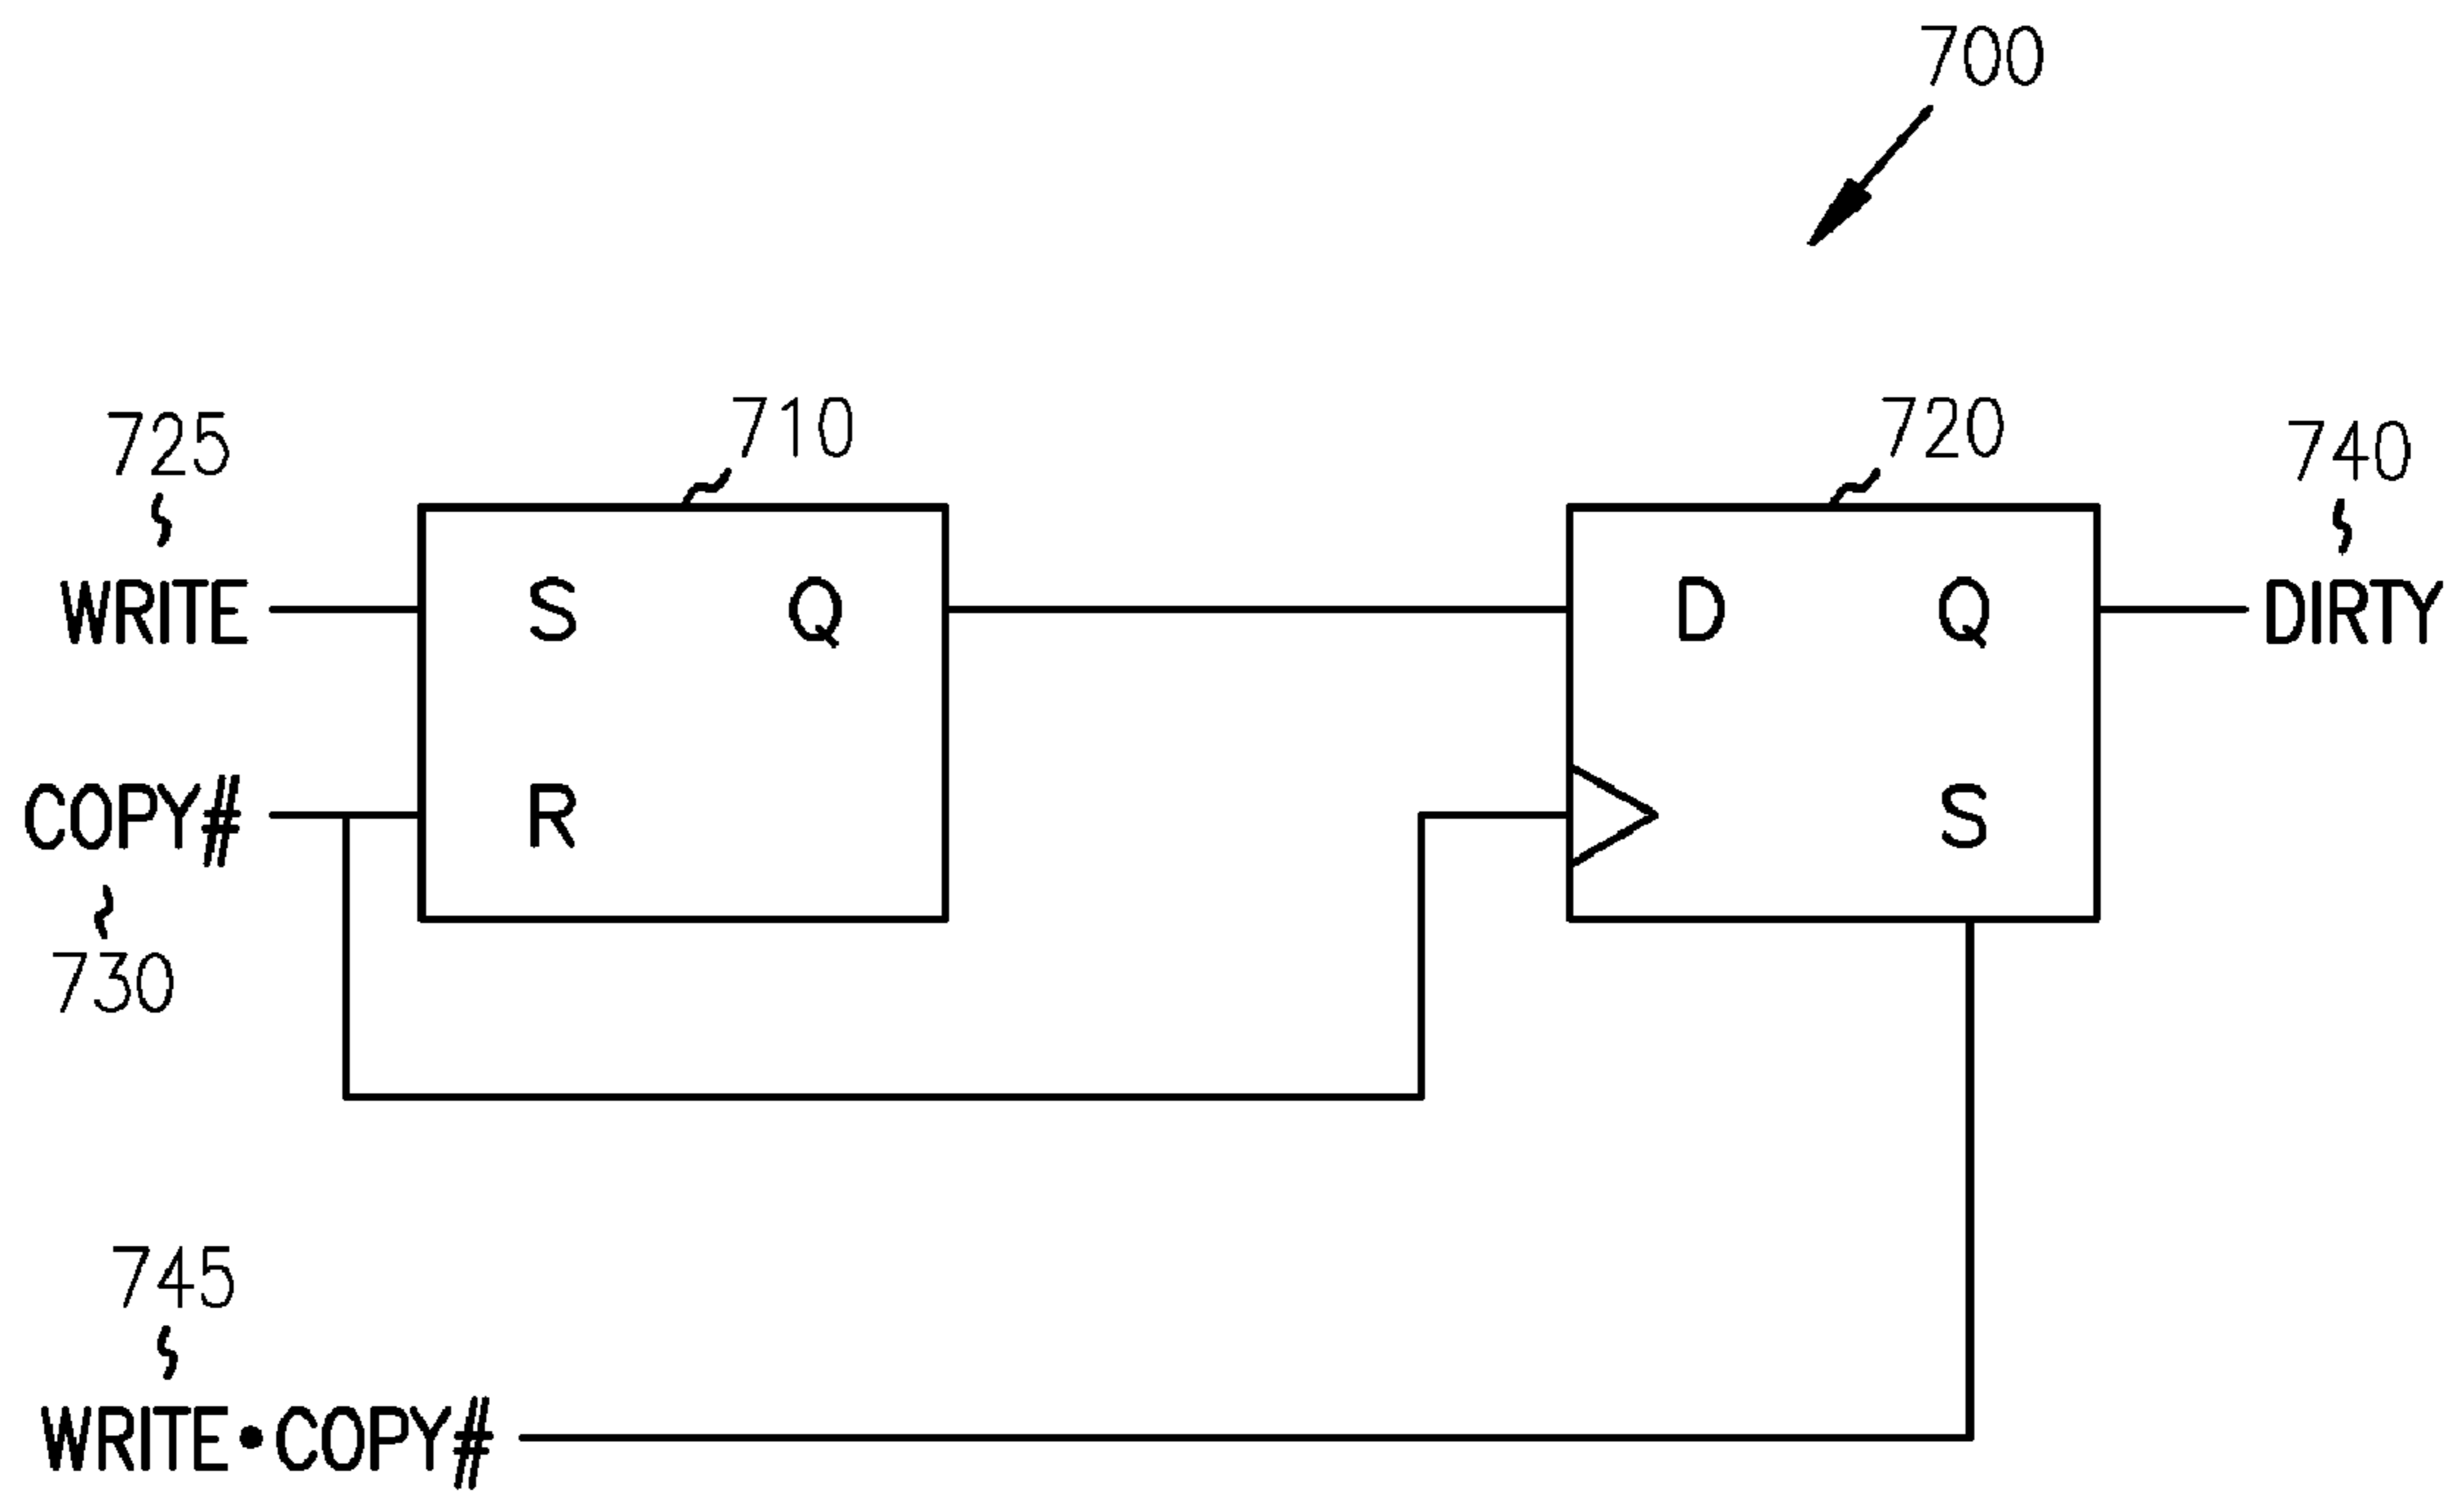 700
725
710
720
740
WRITE
S
Q
D
Q
DIRTY
COPY#
R
S
730
745
WRITE•COPY#